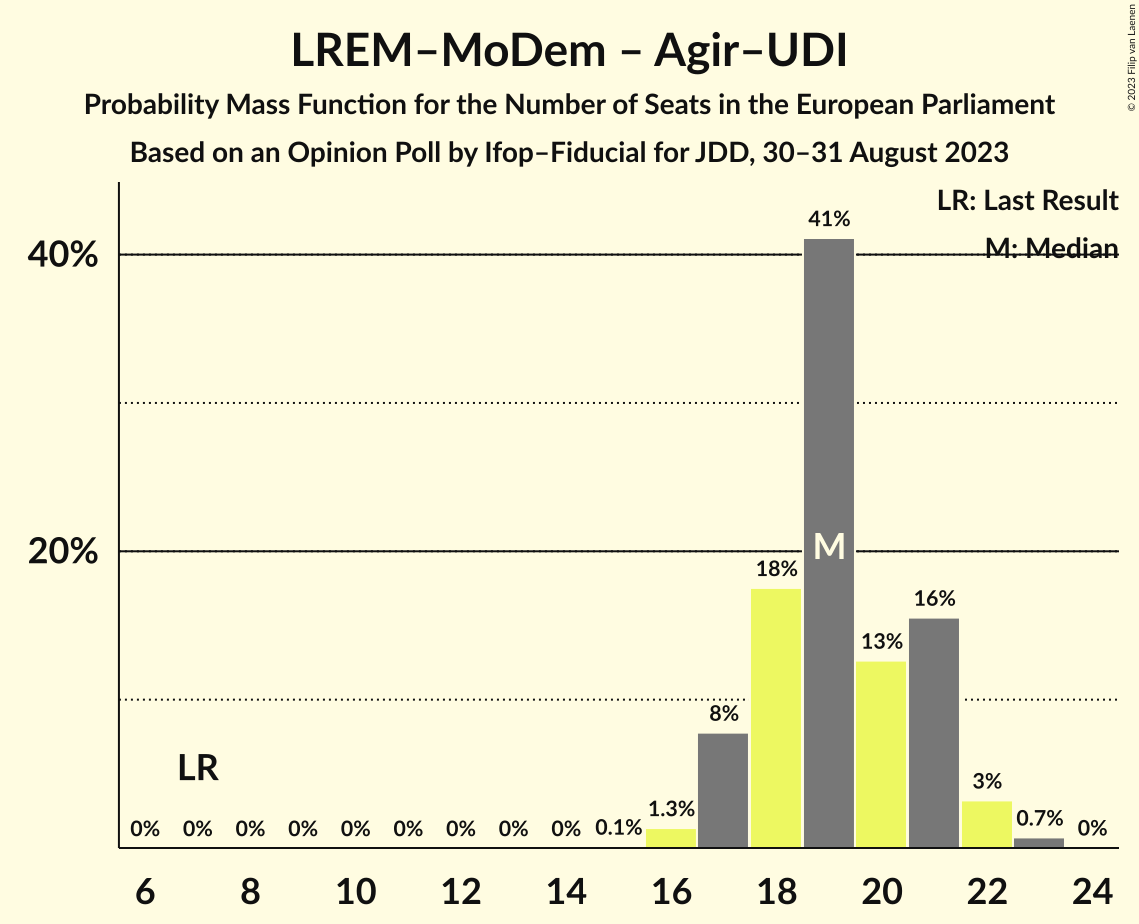 LREM–MoDem – Agir–UDI
Probability Mass Function for the Number of Seats in the European Parliament
Based on an Opinion Poll by Ifop–Fiducial for JDD, 30–31 August 2023
© 2023 Filip van Laenen
LR: Last Result
M: Median
40%
20%
41%
M
18%
16%
13%
8%
LR
3%
1.3%
0.7%
0% 0% 0% 0% 0% 0% 0% 0% 0% 0.1% 0%
6 8 10 12 14 16 18 20 22 24